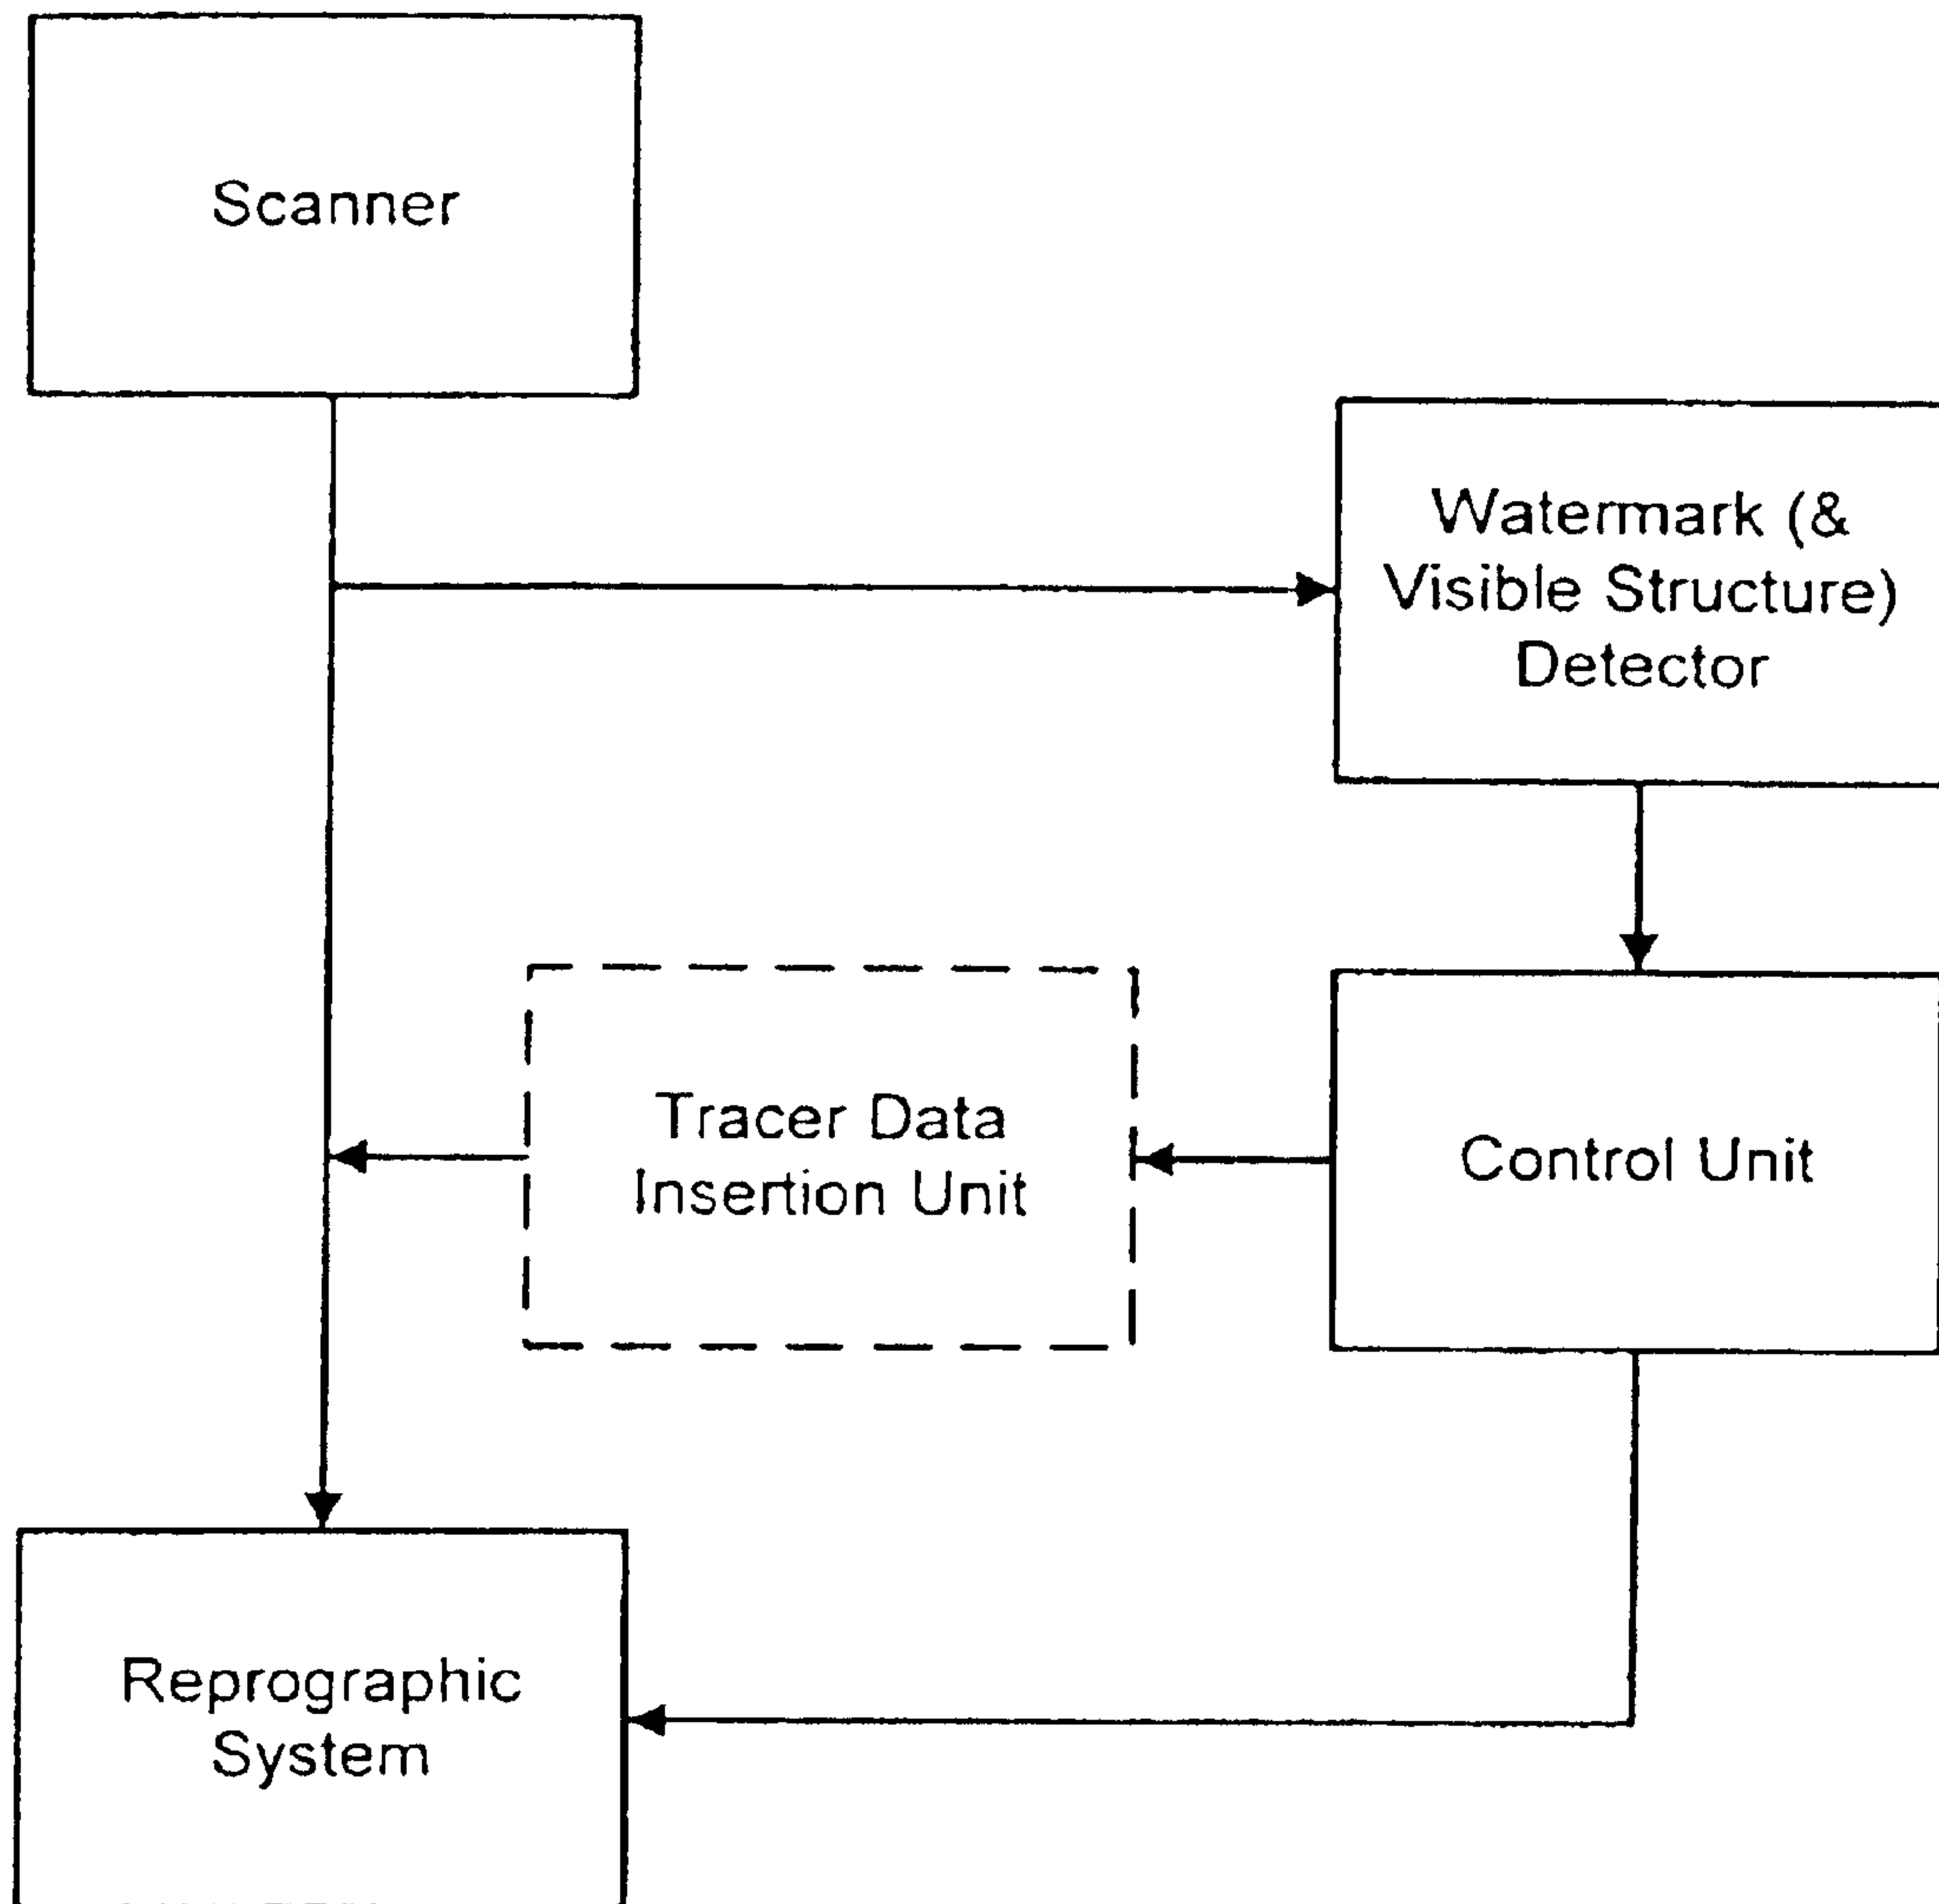 Scanner
Watermark (&
Visible Structure)
Detector
Tracer Data
Insertion Unit
Control Unit
Reprographic
System